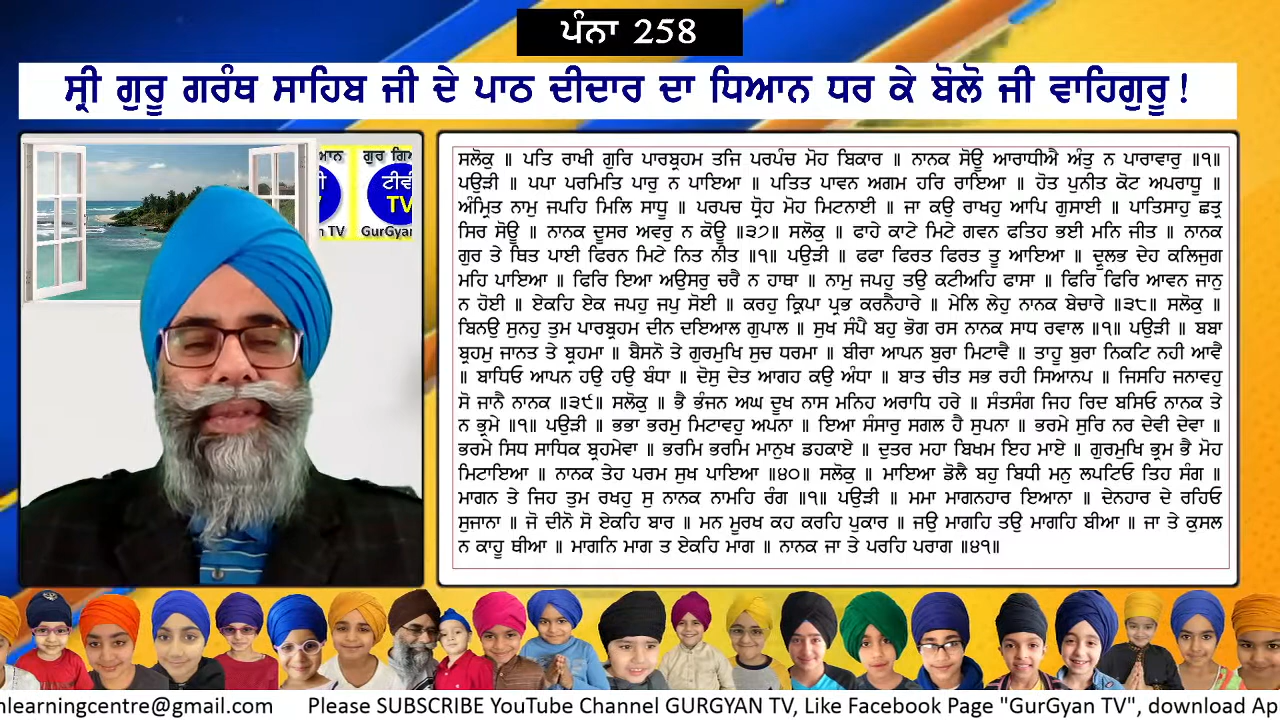 ਪੰਨਾ 258
ਸ੍ਰੀ ਗੁਰੂ ਗਰੰਥ ਸਾਹਿਬ ਜੀ ਦੇ ਪਾਠ ਦੀਦਾਰ ਦਾ ਧਿਆਨ ਧਰ ਕੇ ਬੋਲੋ ਜੀ ਵਾਹਿਗੁਰੂ!
ਗੁਰ
TV
TV
GurGyan
ਸਲੋਕੁ ॥ ਪਤਿ ਰਾਖੀ ਗੁਰਿ ਪਾਰਬ੍ਰਹਮ ਤਜਿ ਪਰਪੰਚ ਮੋਹ ਬਿਕਾਰ ॥ ਨਾਨਕ ਸੋਊ ਆਰਾਧੀਐ ਅੰਤੁ ਨ ਪਾਰਾਵਾਰੁ ॥੧॥
ਪਉੜੀ ॥ ਪਪਾ ਪਰਮਿਤਿ ਪਾਰੁ ਨ ਪਾਇਆ ॥ ਪਤਿਤ ਪਾਵਨ ਅਗਮ ਹਰਿ ਰਾਇਆ ॥ ਹੋਤ ਪੁਨੀਤ ਕੋਟ ਅਪਰਾਧੂ ॥
ਅੰਮ੍ਰਿਤ ਨਾਮੁ ਜਪਹਿ ਮਿਲਿ ਸਾਧੂ ॥ ਪਰਪਚ ਧ੍ਰੋਹ ਮੋਹ ਮਿਟਨਾਈ ॥ ਜਾ ਕਉ ਰਾਖਹੁ ਆਪਿ ਗੁਸਾਈ ॥ ਪਾਤਿਸਾਹੁ ਛਤ੍ਰ
ਸਿਰ ਸੋਊ ॥ ਨਾਨਕ ਦੂਸਰ ਅਵਰੁ ਨ ਕੋਊ ॥੩੭॥ ਸਲੋਕੁ ॥ ਫਾਹੇ ਕਾਟੇ ਮਿਟੇ ਗਵਨ ਫਤਿਹ ਭਈ ਮਨਿ ਜੀਤ ॥ ਨਾਨਕ
ਗੁਰ ਤੇ ਥਿਤ ਪਾਈ ਫਿਰਨ ਮਿਟੇ ਨਿਤ ਨੀਤ ॥੧॥ ਪਉੜੀ ॥ ਫਫਾ ਫਿਰਤ ਫਿਰਤ ਤੂ ਆਇਆ ॥ ਦ੍ਰੁਲਭ ਦੇਹ ਕਲਿਜੁਗ
ਮਹਿ ਪਾਇਆ ॥ ਫਿਰਿ ਇਆ ਅਉਸਰੁ ਚਰੈ ਨ ਹਾਥਾ ॥ ਨਾਮੁ ਜਪਹੁ ਤਉ ਕਟੀਅਹਿ ਫਾਸਾ ॥ ਫਿਰਿ ਫਿਰਿ ਆਵਨ ਜਾਨੁ
ਨ ਹੋਈ ॥ ਏਕਹਿ ਏਕ ਜਪਹੁ ਜਪੁ ਸੋਈ ॥ ਕਰਹੁ ਕ੍ਰਿਪਾ ਪ੍ਰਭ ਕਰਨੈਹਾਰੇ ॥ ਮੇਲਿ ਲੇਹੁ ਨਾਨਕ ਬੇਚਾਰੇ ॥੩੮॥ ਸਲੋਕੁ ॥
ਬਿਨਉ ਸੁਨਹੁ ਤੁਮ ਪਾਰਬ੍ਰਹਮ ਦੀਨ ਦਇਆਲ ਗੁਪਾਲ ॥ ਸੁਖ ਸੰਪੈ ਬਹੁ ਭੋਗ ਰਸ ਨਾਨਕ ਸਾਧ ਰਵਾਲ ॥੧॥ ਪਉੜੀ ॥ ਬਬਾ
ਬ੍ਰਹਮੁ ਜਾਨਤ ਤੇ ਬ੍ਰਹਮਾ ॥ ਬੈਸਨੋ ਤੇ ਗੁਰਮੁਖਿ ਸੁਚ ਧਰਮਾ ॥ ਬੀਰਾ ਆਪਨ ਬੁਰਾ ਮਿਟਾਵੈ ॥ ਤਾਹੂ ਬੁਰਾ ਨਿਕਟਿ ਨਹੀ ਆਵੈ
॥ ਬਾਧਿਓ ਆਪਨ ਹਉ ਹਉ ਬੰਧਾ ॥ ਦੋਸੁ ਦੇਤ ਆਗਹ ਕਉ ਅੰਧਾ ॥ ਬਾਤ ਚੀਤ ਸਭ ਰਹੀ ਸਿਆਨਪ ॥ ਜਿਸਹਿ ਜਨਾਵਹੁ
ਸੋ ਜਾਨੈ ਨਾਨਕ ॥੩੯॥ ਸਲੋਕੁ ॥ ਭੈ ਭੰਜਨ ਅਘ ਦੂਖ ਨਾਸ ਮਨਿਹ ਅਰਾਧਿ ਹਰੇ ॥ ਸੰਤਸੰਗ ਜਿਹ ਰਿਦ ਬਸਿਓ ਨਾਨਕ ਤੇ
ਨ ਭ੍ਰਮੇ ॥੧॥ ਪਉੜੀ ॥ ਭਭਾ ਭਰਮੁ ਮਿਟਾਵਹੁ ਅਪਨਾ ॥ ਇਆ ਸੰਸਾਰੁ ਸਗਲ ਹੈ ਸੁਪਨਾ ॥ ਭਰਮੇ ਸੁਰਿ ਨਰ ਦੇਵੀ ਦੇਵਾ ॥
ਭਰਮੇ ਸਿਧ ਸਾਧਿਕ ਬ੍ਰਹਮੇਵਾ ॥ ਭਰਮਿ ਭਰਮਿ ਮਾਨੁਖ ਡਹਕਾਏ ॥ ਦੁਤਰ ਮਹਾ ਬਿਖਮ ਇਹ ਮਾਏ ॥ ਗੁਰਮੁਖਿ ਭ੍ਰਮ ਭੈ ਮੋਹ
ਮਿਟਾਇਆ ॥ ਨਾਨਕ ਤੇਹ ਪਰਮ ਸੁਖ ਪਾਇਆ ॥੪੦॥ ਸਲੋਕੁ ॥ ਮਾਇਆ ਡੋਲੈ ਬਹੁ ਬਿਧੀ ਮਨੁ ਲਪਟਿਓ ਤਿਹ ਸੰਗ ॥
ਮਾਗਨ ਤੇ ਜਿਹ ਤੁਮ ਰਖਹੁ ਸੁ ਨਾਨਕ ਨਾਮਹਿ ਰੰਗ ॥੧॥ ਪਉੜੀ ॥ ਮਮਾ ਮਾਗਨਹਾਰ ਇਆਨਾ ॥ ਦੇਨਹਾਰ ਦੇ ਰਹਿਓ
ਸੁਜਾਨਾ ॥ ਜੋ ਦੀਨੋ ਸੋ ਏਕਹਿ ਬਾਰ ॥ ਮਨ ਮੂਰਖ ਕਹ ਕਰਹਿ ਪੁਕਾਰ ॥ ਜਉ ਮਾਗਹਿ ਤਉ ਮਾਗਹਿ ਬੀਆ ॥ ਜਾ ਤੇ ਕੁਸਲ
ਨ ਕਾਹੂ ਥੀਆ ॥ ਮਾਗਨਿ ਮਾਗ ਤ ਏਕਹਿ ਮਾਗ ॥ ਨਾਨਕ ਜਾ ਤੇ ਪਰਹਿ ਪਰਾਗ ॥੪੧॥
nlearningcentre@gmail.com Please SUBSCRIBE YouTube Channel GURGYAN TV, Like Facebook Page "GurGyan TV", download Ap